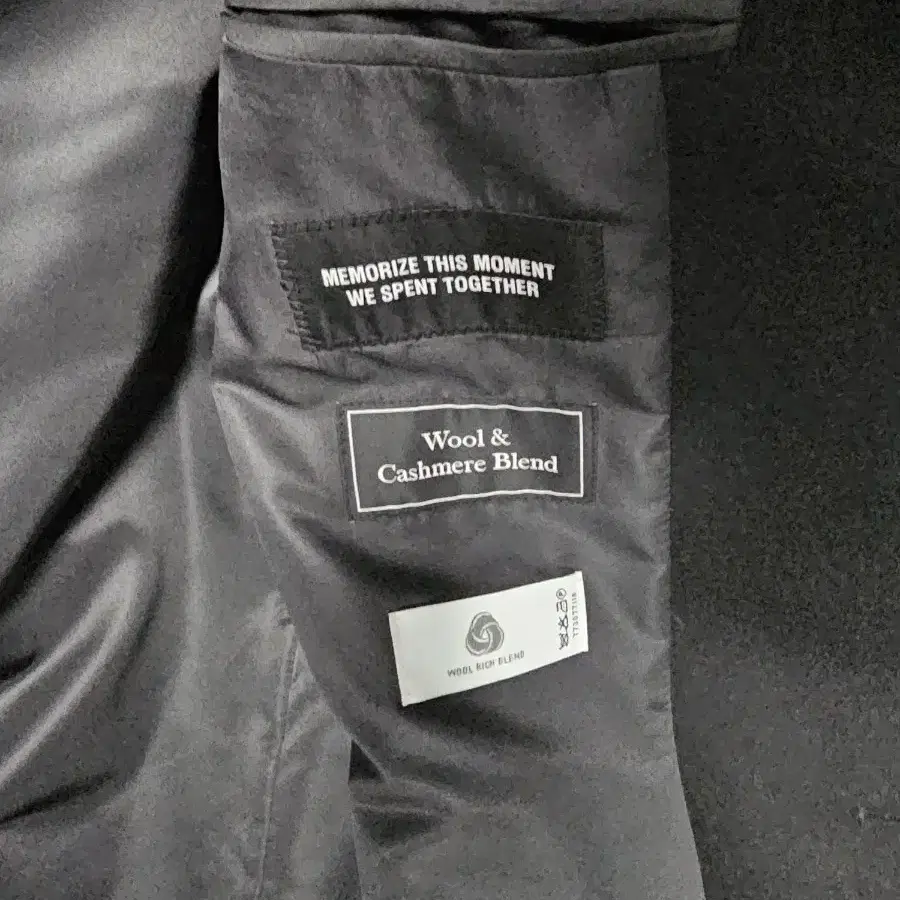 MEMORIZE THIS MOMENT
WE SPENT TOGETHER
Wool &
Cashmere Blend
WOOL RICH BLEND